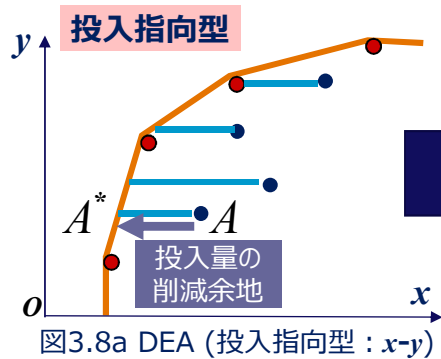 投入指向型
y
A* A
投入量の
削減余地
o
x
図3.8a DEA (投入指向型：x-y)